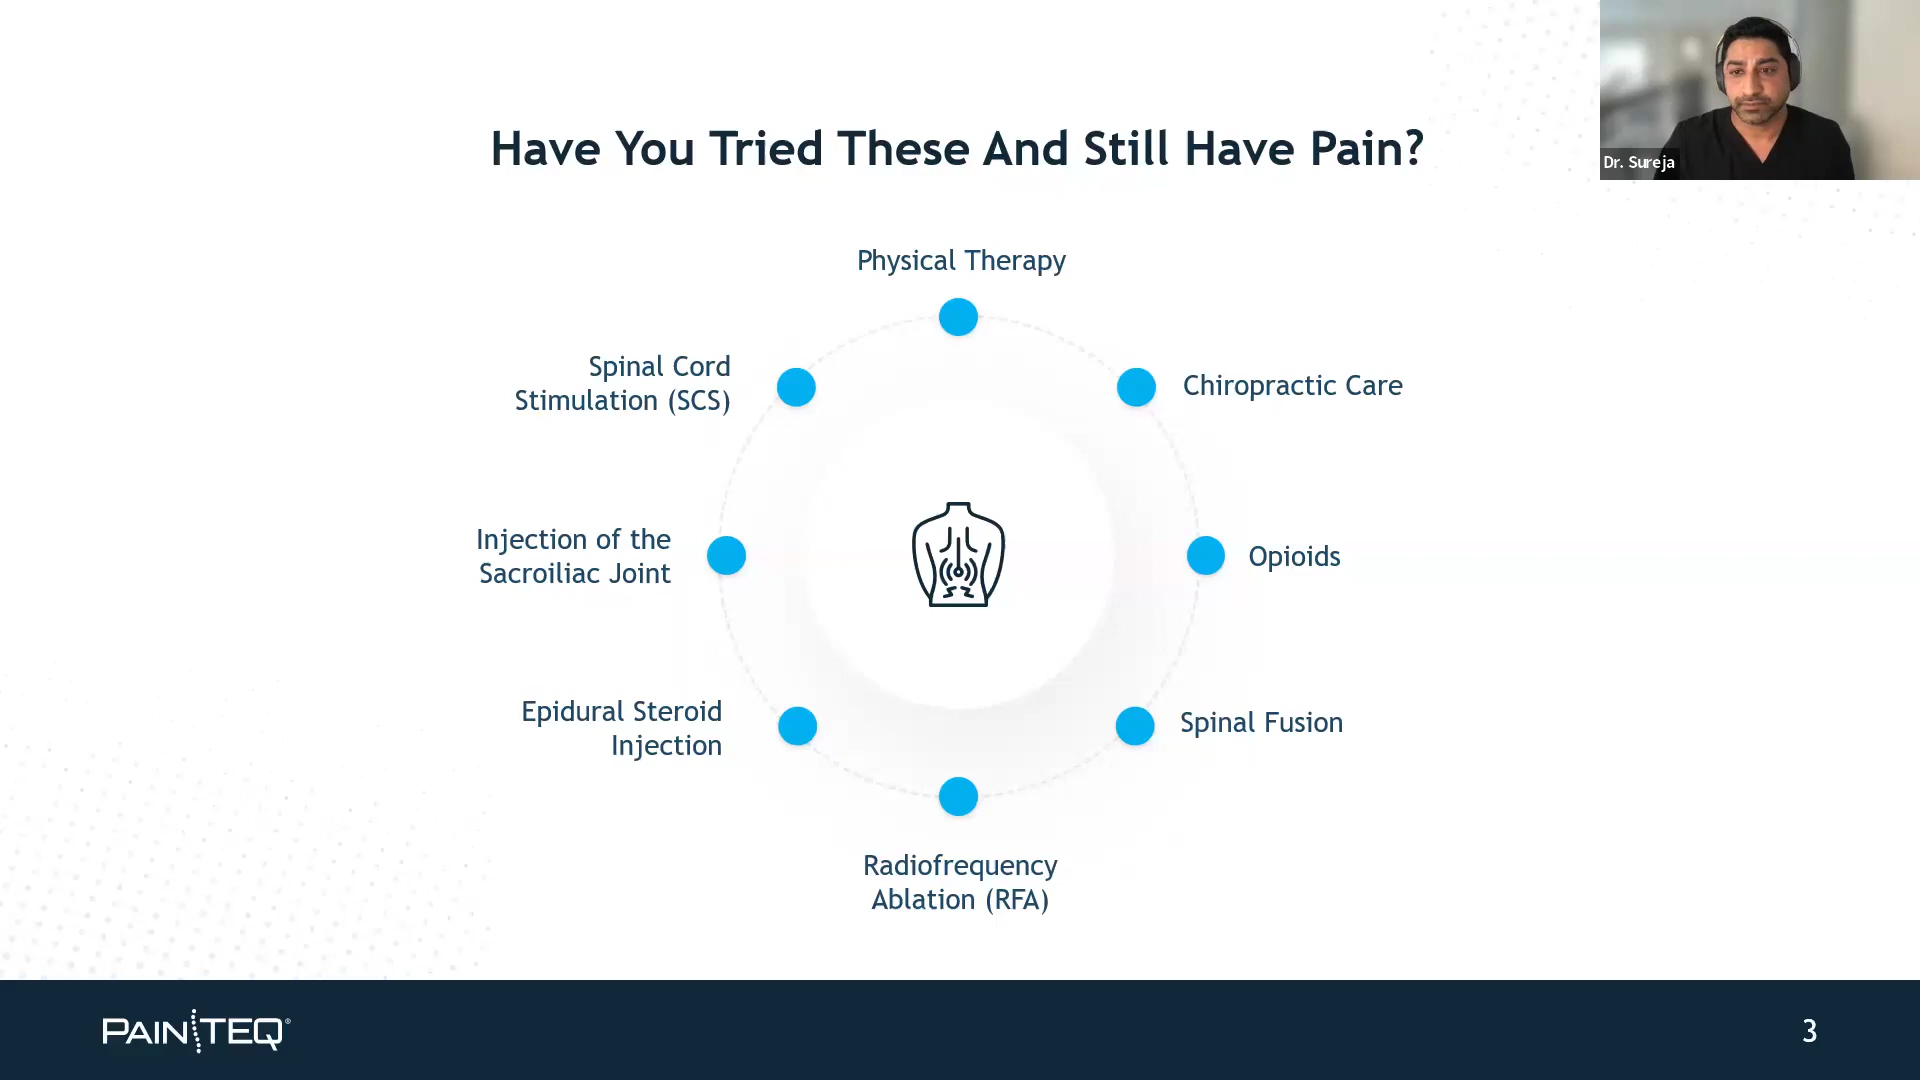 Dr. Sureja
Have You Tried These And Still Have Pain?
Physical Therapy
Spinal Cord
Stimulation (SCS)
Chiropractic Care
Injection of the
Sacroiliac Joint
Opioids
Epidural Steroid
Injection
Spinal Fusion
Radiofrequency
Ablation (RFA)
PAINTEQ®
3